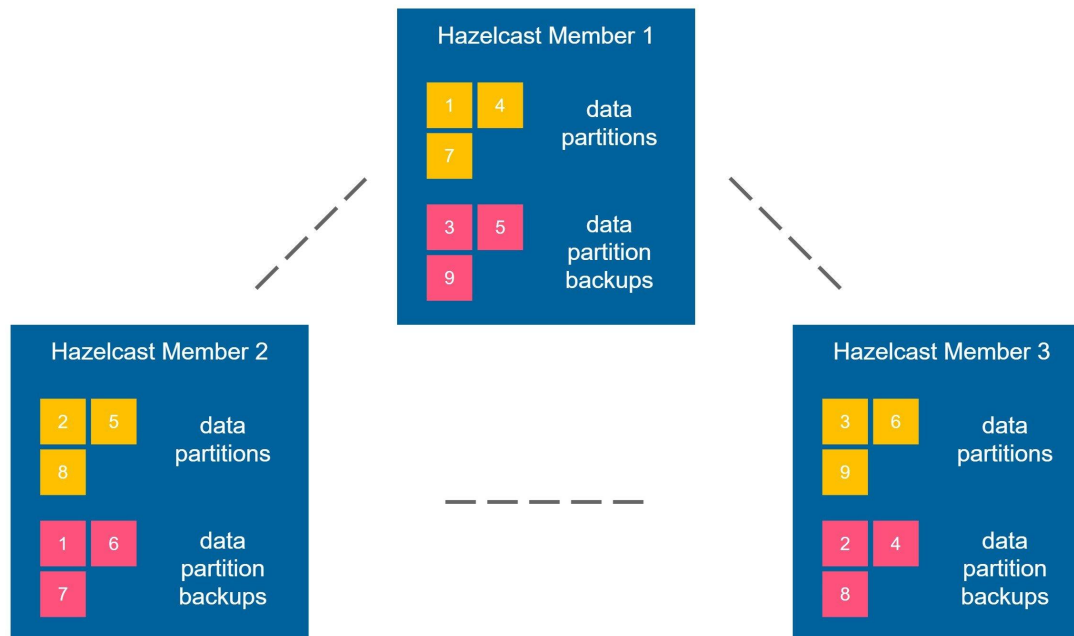 Hazelcast Member 1
1 4
data
partitions
7
3 5
data
partition
backups
9
Hazelcast Member 2
2 5
data
partitions
8
1 6
data
partition
backups
7
Hazelcast Member 3
3 6
data
partitions
9
2 4
data
partition
backups
8